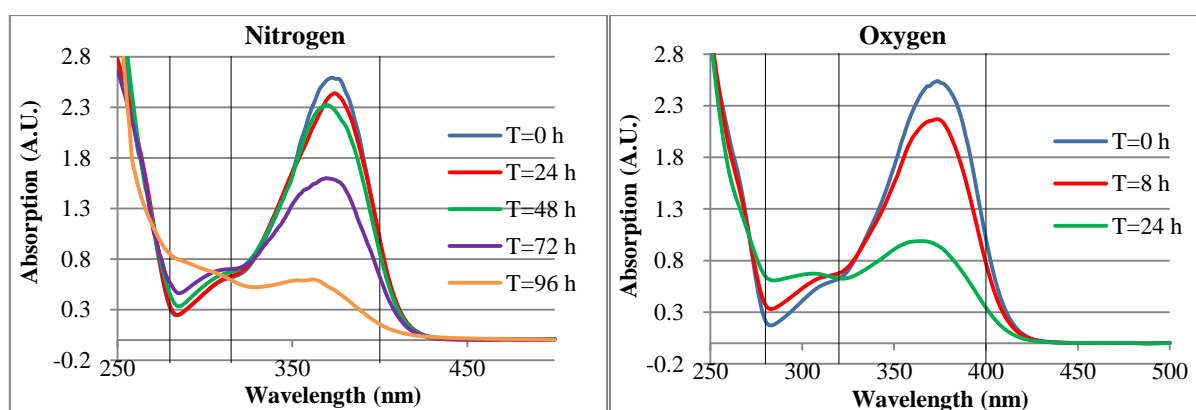 Nitrogen
2.8
2.3
1.8
1.3
0.8
0.3
-0.2
Absorption (A.U.)
250
350
450
Wavelength (nm)
T=0 h
T=24 h
T=48 h
T=72 h
T=96 h
Oxygen
2.8
2.3
1.8
1.3
0.8
0.3
-0.2
Absorption (A.U.)
250
300
350
400
450
500
Wavelength (nm)
T=0 h
T=8 h
T=24 h